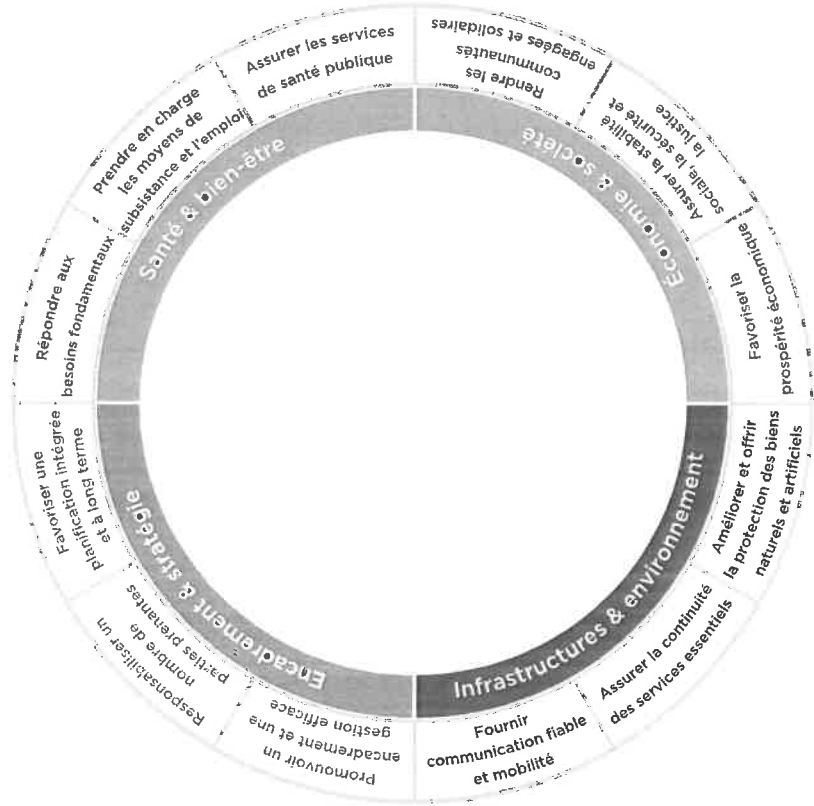 Assurer les services
de santé publique
Rendre les
communautés
engagées et solidaires
Assurer la stabilité
sociale, la sécurité et
la justice
Favoriser la
prospérité économique
Améliorer et offrir
la protection des biens
naturels et artificiels
Assurer la continuité
des services essentiels
Fournir
communication fiable
et mobilité
Promouvoir un
encadrement et une
gestion efficace
Responsabiliser un
nombre de
parties prenantes
Favoriser une
planification intégrée
et à long terme
Répondre aux
besoins fondamentaux
Prendre en charge
les moyens de
subsistance et l'emploi
Santé & bien-être
Économie & société
Infrastructures & environnement
Encadrement & stratégie